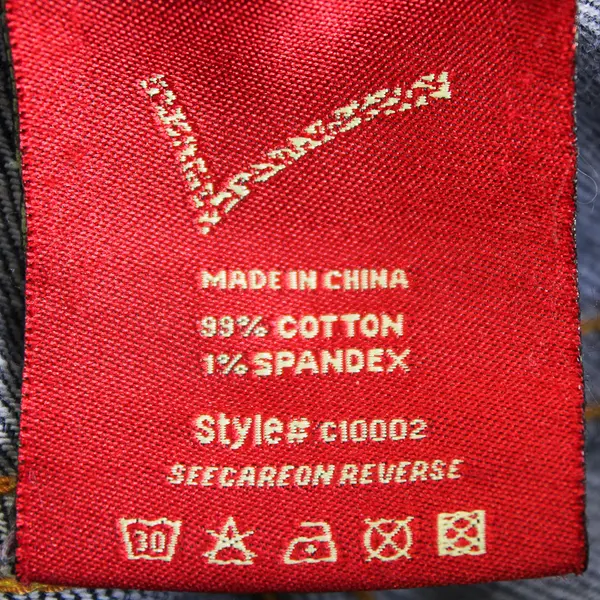 MADE IN CHINA
99% COTTON
1% SPANDEX
Style# C10002
SEECAREON REVERSE
30